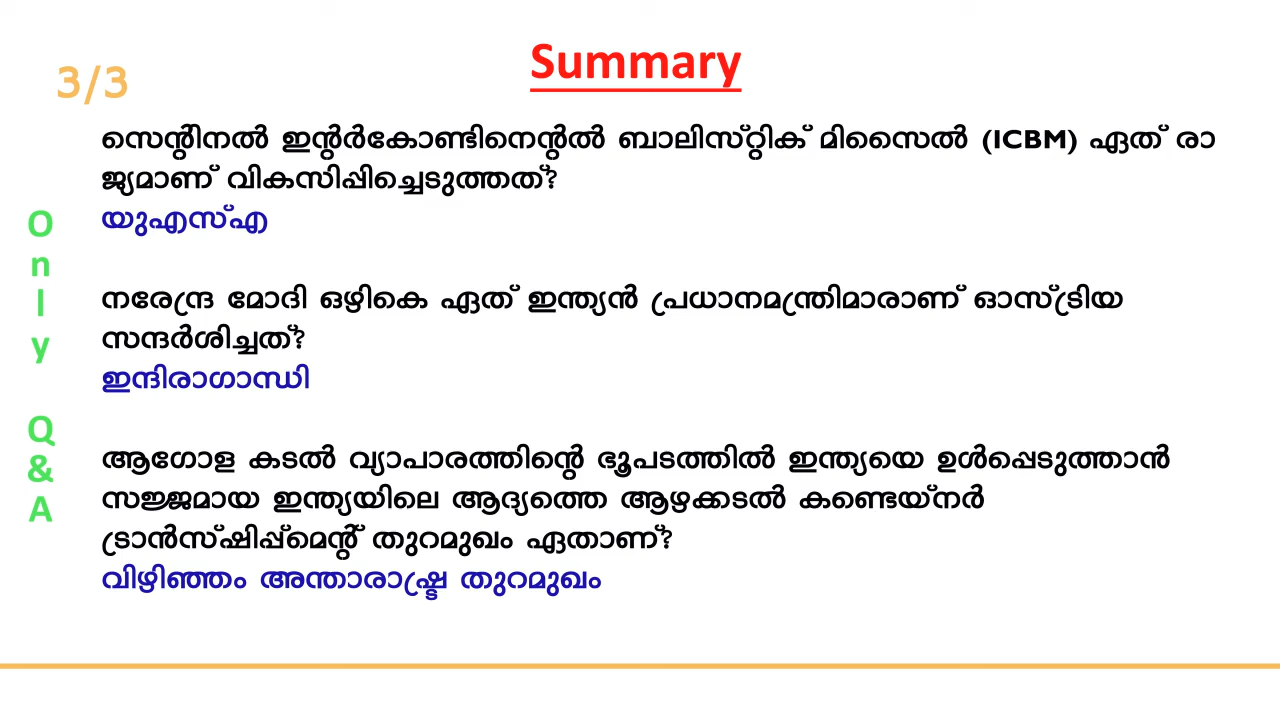 Summary
3/3
സെന്റിനൽ ഇന്റർകോണ്ടിനെന്റൽ ബാലിസ്റ്റിക് മിസൈൽ (ICBM) ഏത് രാ
ജ്യമാണ് വികസിപ്പിച്ചെടുത്തത്?
യുഎസ്എ
നരേന്ദ്ര മോദി ഒഴികെ ഏത് ഇന്ത്യൻ പ്രധാനമന്ത്രിമാരാണ് ഓസ്ട്രിയ
സന്ദർശിച്ചത്?
ഇന്ദിരാഗാന്ധി
ആഗോള കടൽ വ്യാപാരത്തിന്റെ ഭൂപടത്തിൽ ഇന്ത്യയെ ഉൾപ്പെടുത്താൻ
സജ്ജമായ ഇന്ത്യയിലെ ആദ്യത്തെ ആഴക്കടൽ കണ്ടെയ്നർ
ട്രാൻസ്ഷിപ്പ്മെന്റ് തുറമുഖം ഏതാണ്?
വിഴിഞ്ഞം അന്താരാഷ്ട്ര തുറമുഖം
Only Q&A